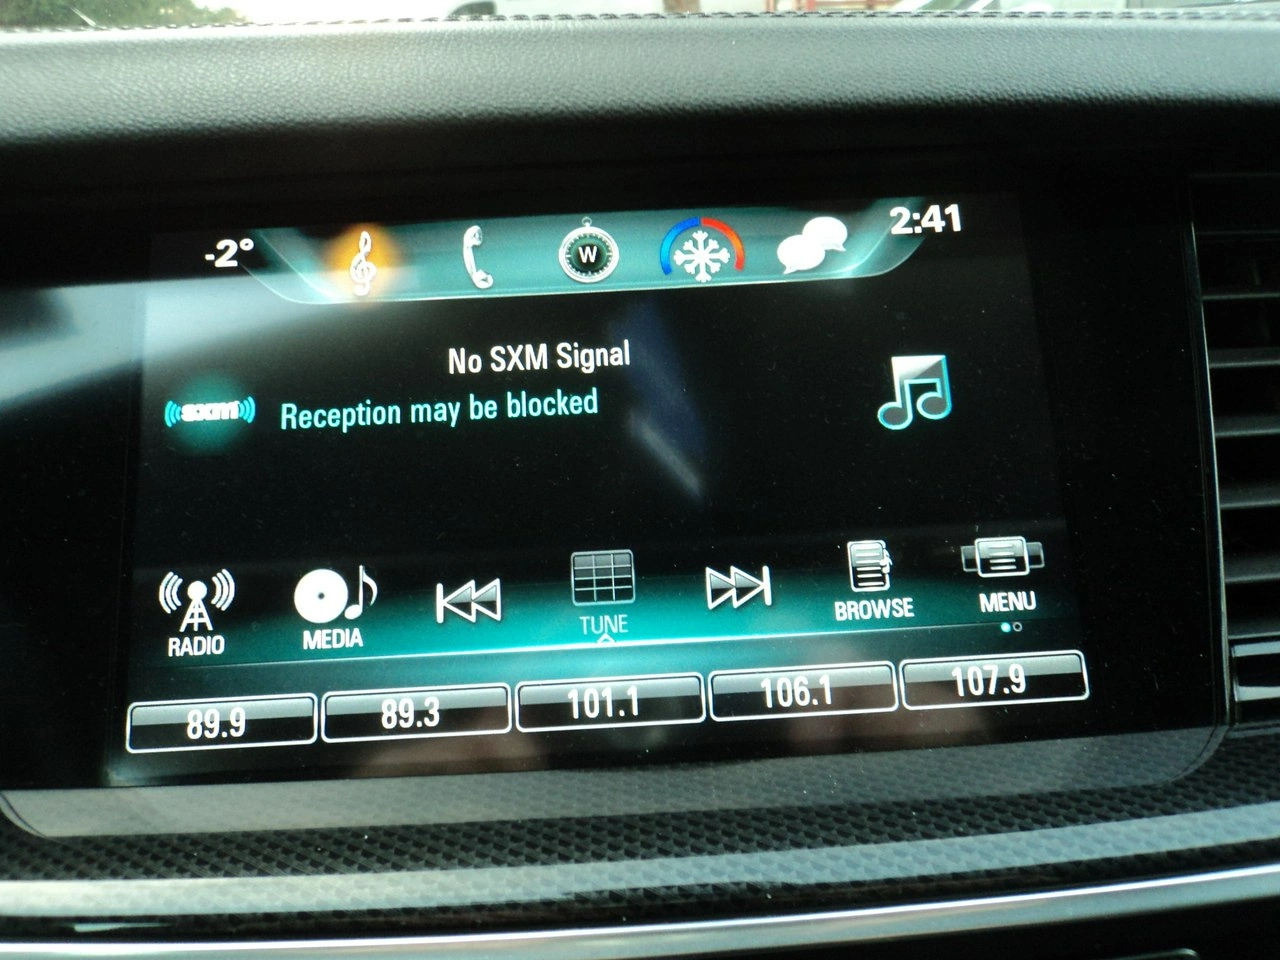 -2°
W
2:41
No SXM Signal
sxm
Reception may be blocked
RADIO
MEDIA
TUNE
BROWSE
MENU
89.9
89.3
101.1
106.1
107.9